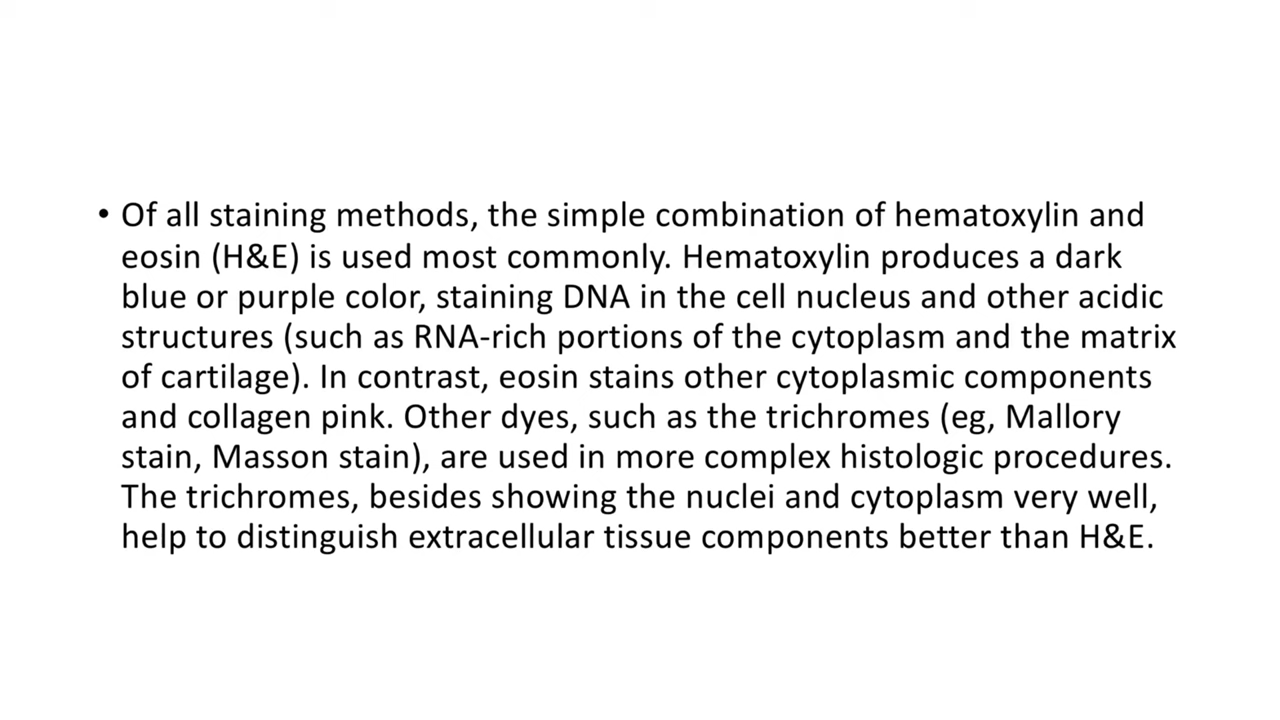 • Of all staining methods, the simple combination of hematoxylin and
eosin (H&E) is used most commonly. Hematoxylin produces a dark
blue or purple color, staining DNA in the cell nucleus and other acidic
structures (such as RNA-rich portions of the cytoplasm and the matrix
of cartilage). In contrast, eosin stains other cytoplasmic components
and collagen pink. Other dyes, such as the trichromes (eg, Mallory
stain, Masson stain), are used in more complex histologic procedures.
The trichromes, besides showing the nuclei and cytoplasm very well,
help to distinguish extracellular tissue components better than H&E.